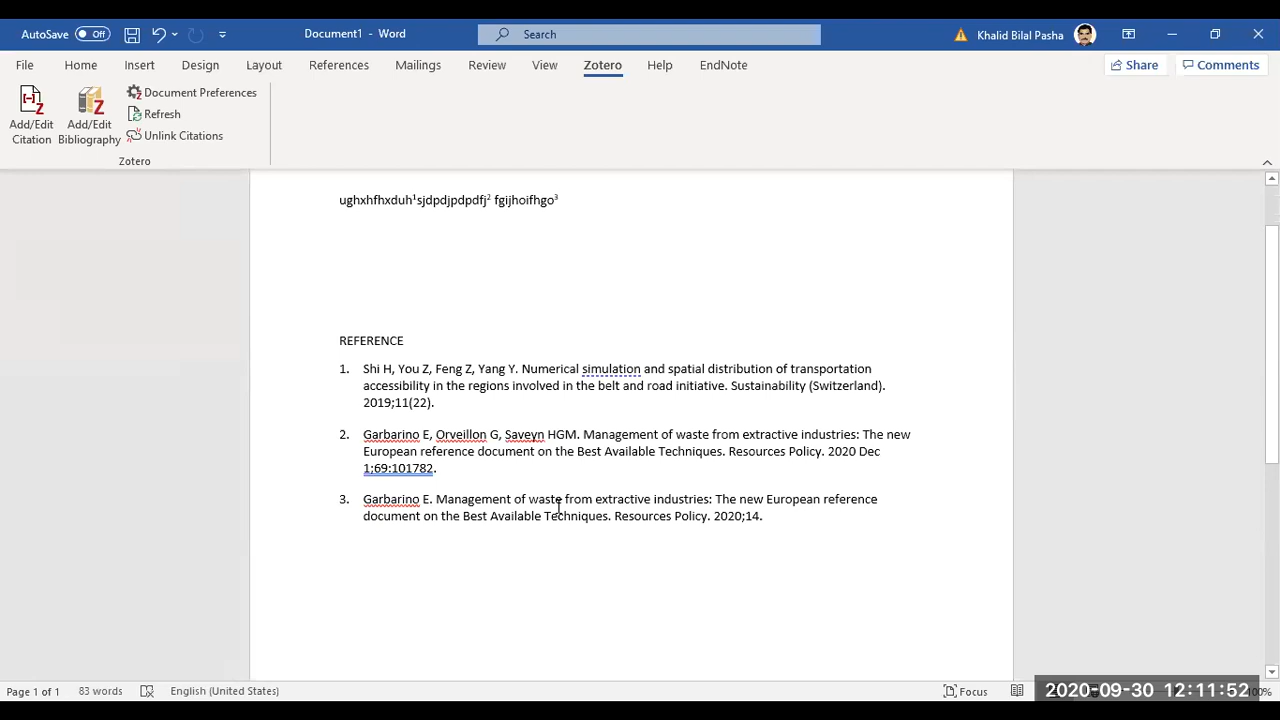 AutoSave Off Document1 - Word Search Khalid Bilal Pasha
File Home Insert Design Layout References Mailings Review View Zotero Help EndNote Share Comments
Add/Edit Citation Add/Edit Bibliography Document Preferences
Refresh
Unlink Citations
Zotero
ughxhfhxduh¹sjdpdjpdpdfj² fgijhoifhgo³
REFERENCE
1. Shi H, You Z, Feng Z, Yang Y. Numerical simulation and spatial distribution of transportation
accessibility in the regions involved in the belt and road initiative. Sustainability (Switzerland).
2019;11(22).
2. Garbarino E, Orveillon G, Saveyn HGM. Management of waste from extractive industries: The new
European reference document on the Best Available Techniques. Resources Policy. 2020 Dec
1;69:101782.
3. Garbarino E. Management of waste from extractive industries: The new European reference
document on the Best Available Techniques. Resources Policy. 2020;14.
Page 1 of 1 83 words English (United States) Focus 2020-09-30 12:11:52 100%